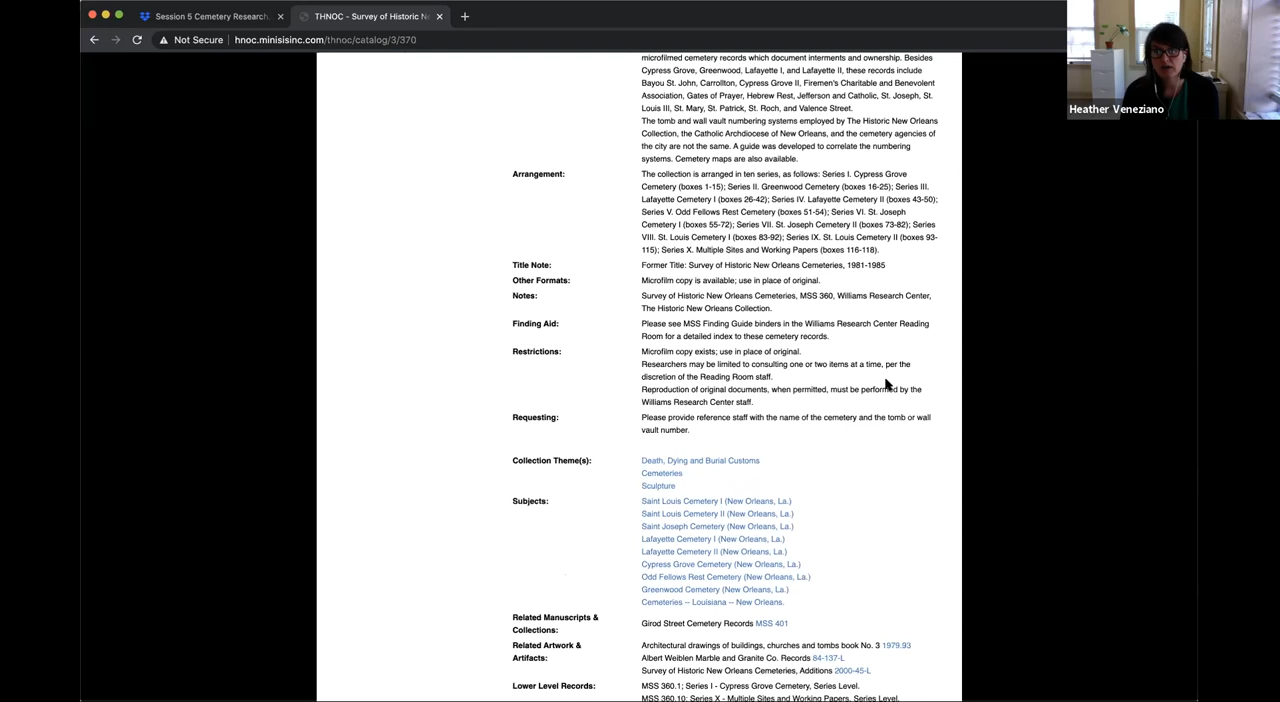 Session 5 Cemetery Research
THNOC - Survey of Historic Ne
Not Secure hnoc.minisisinc.com/thnoc/catalog/3/370
Heather Veneziano
microfilmed cemetery records which document interments and ownership. Besides
Cypress Grove, Greenwood, Lafayette I, and Lafayette II, these records include
Bayou St. John, Carrollton, Cypress Grove II, Firemen's Charitable and Benevolent
Association, Gates of Prayer, Hebrew Rest, Jefferson and Catholic, St. Joseph, St.
Louis III, St. Mary, St. Patrick, St. Roch, and Valence Street.
The tomb and wall vault numbering systems employed by The Historic New Orleans
Collection, the Catholic Archdiocese of New Orleans, and the cemetery agencies of
the city are not the same. A guide was developed to correlate the numbering
systems. Cemetery maps are also available.
Arrangement: The collection is arranged in ten series, as follows: Series I. Cypress Grove
Cemetery (boxes 1-15); Series II. Greenwood Cemetery (boxes 16-25); Series III.
Lafayette Cemetery I (boxes 26-42); Series IV. Lafayette Cemetery II (boxes 43-50);
Series V. Odd Fellows Rest Cemetery (boxes 51-54); Series VI. St. Joseph
Cemetery I (boxes 55-72); Series VII. St. Joseph Cemetery II (boxes 73-82); Series
VIII. St. Louis Cemetery I (boxes 83-92); Series IX. St. Louis Cemetery II (boxes 93-
115); Series X. Multiple Sites and Working Papers (boxes 116-118).
Title Note: Former Title: Survey of Historic New Orleans Cemeteries, 1981-1985
Other Formats: Microfilm copy is available; use in place of original.
Notes: Survey of Historic New Orleans Cemeteries, MSS 360, Williams Research Center,
The Historic New Orleans Collection.
Finding Aid: Please see MSS Finding Guide binders in the Williams Research Center Reading
Room for a detailed index to these cemetery records.
Restrictions: Microfilm copy exists; use in place of original.
Researchers may be limited to consulting one or two items at a time, per the
discretion of the Reading Room staff.
Reproduction of original documents, when permitted, must be performed by the
Williams Research Center staff.
Requesting: Please provide reference staff with the name of the cemetery and the tomb or wall
vault number.
Collection Theme(s): Death, Dying and Burial Customs
Cemeteries
Sculpture
Subjects: Saint Louis Cemetery I (New Orleans, La.)
Saint Louis Cemetery II (New Orleans, La.)
Saint Joseph Cemetery (New Orleans, La.)
Lafayette Cemetery I (New Orleans, La.)
Lafayette Cemetery II (New Orleans, La.)
Cypress Grove Cemetery (New Orleans, La.)
Odd Fellows Rest Cemetery (New Orleans, La.)
Greenwood Cemetery (New Orleans, La.)
Cemeteries -- Louisiana -- New Orleans.
Related Manuscripts &
Collections: Girod Street Cemetery Records MSS 401
Related Artwork & Architectural drawings of buildings, churches and tombs book No. 3 1979.93
Artifacts: Albert Weiblen Marble and Granite Co. Records 84-137-L
Survey of Historic New Orleans Cemeteries, Additions 2000-45-L
Lower Level Records: MSS 360.1; Series I - Cypress Grove Cemetery, Series Level.
MSS 360.10; Series X - Multiple Sites and Working Papers, Series Level.